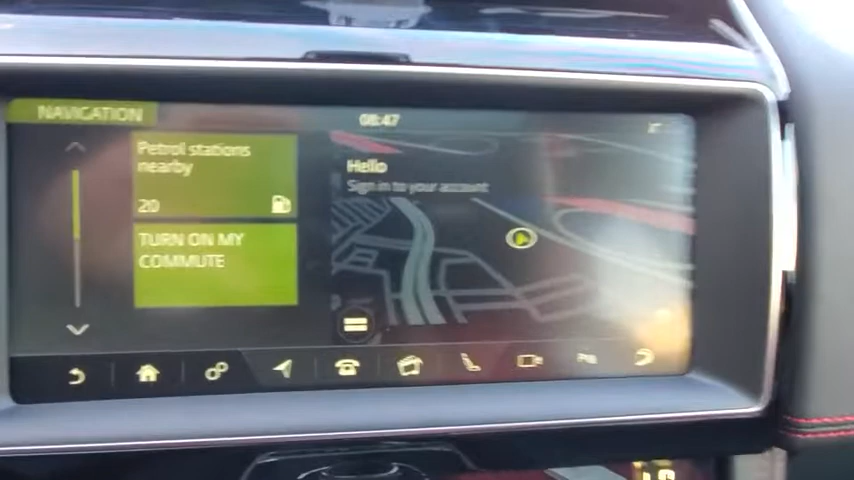 NAVIGATION
08:47
Petrol stations
nearby
20
Hello
Sign in to your account
TURN ON MY
COMMUTE